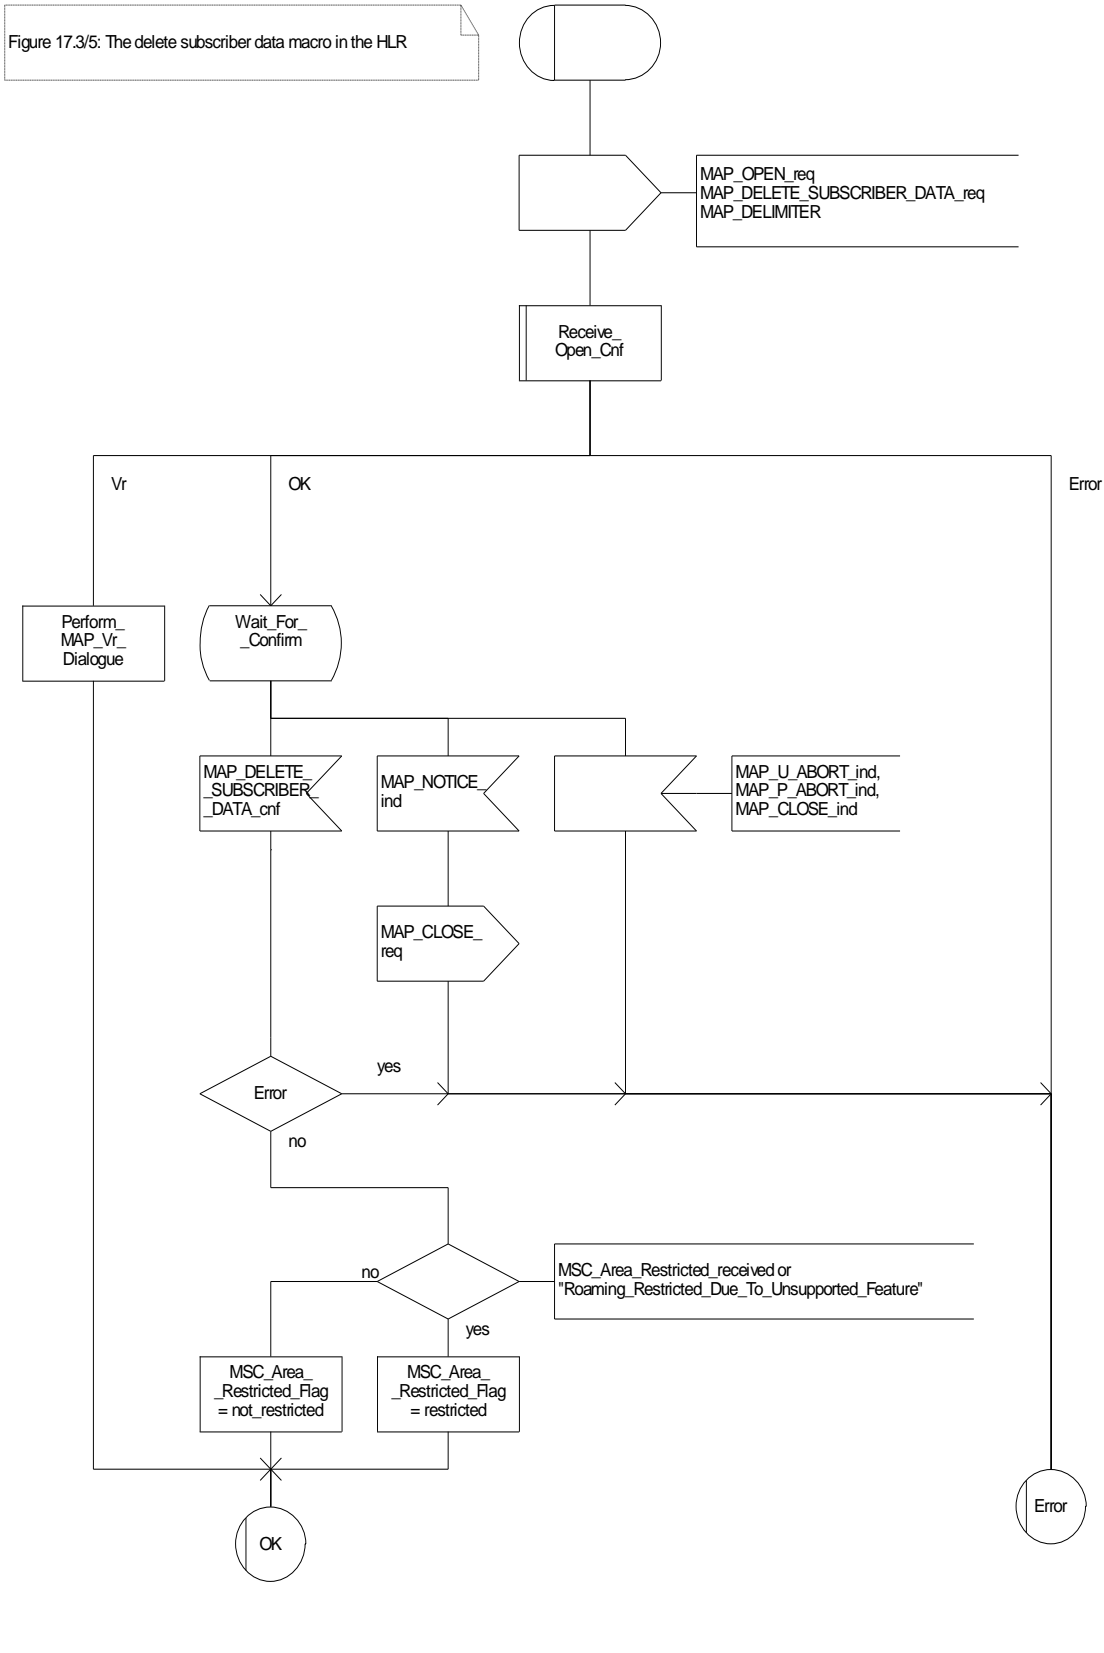 Figure 17.3/5: The delete subscriber data macro in the HLR
MAP_OPEN_req
MAP_DELETE_SUBSCRIBER_DATA_req
MAP_DELIMITER
Receive_
Open_Cnf
Vr
OK
Error
Perform_
MAP_Vr_
Dialogue
Wait_For_
_Confirm
MAP_DELETE_
_SUBSCRIBER_
_DATA_cnf
MAP_NOTICE_
ind
MAP_U_ABORT_ind,
MAP_P_ABORT_ind,
MAP_CLOSE_ind
MAP_CLOSE_
req
yes
Error
no
no
MSC_Area_Restricted_received or
"Roaming_Restricted_Due_To_Unsupported_Feature"
yes
MSC_Area_
_Restricted_Flag
= not_restricted
MSC_Area_
_Restricted_Flag
= restricted
Error
OK